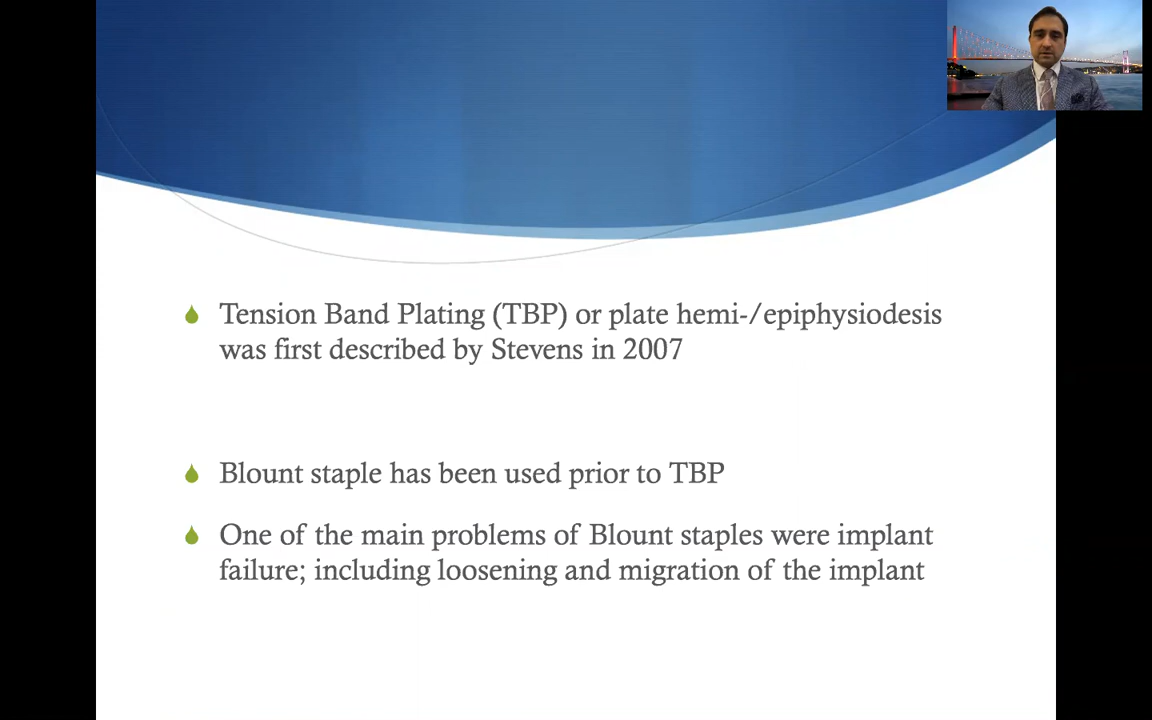 Tension Band Plating (TBP) or plate hemi-/epiphysiodesis
was first described by Stevens in 2007
Blount staple has been used prior to TBP
One of the main problems of Blount staples were implant
failure; including loosening and migration of the implant